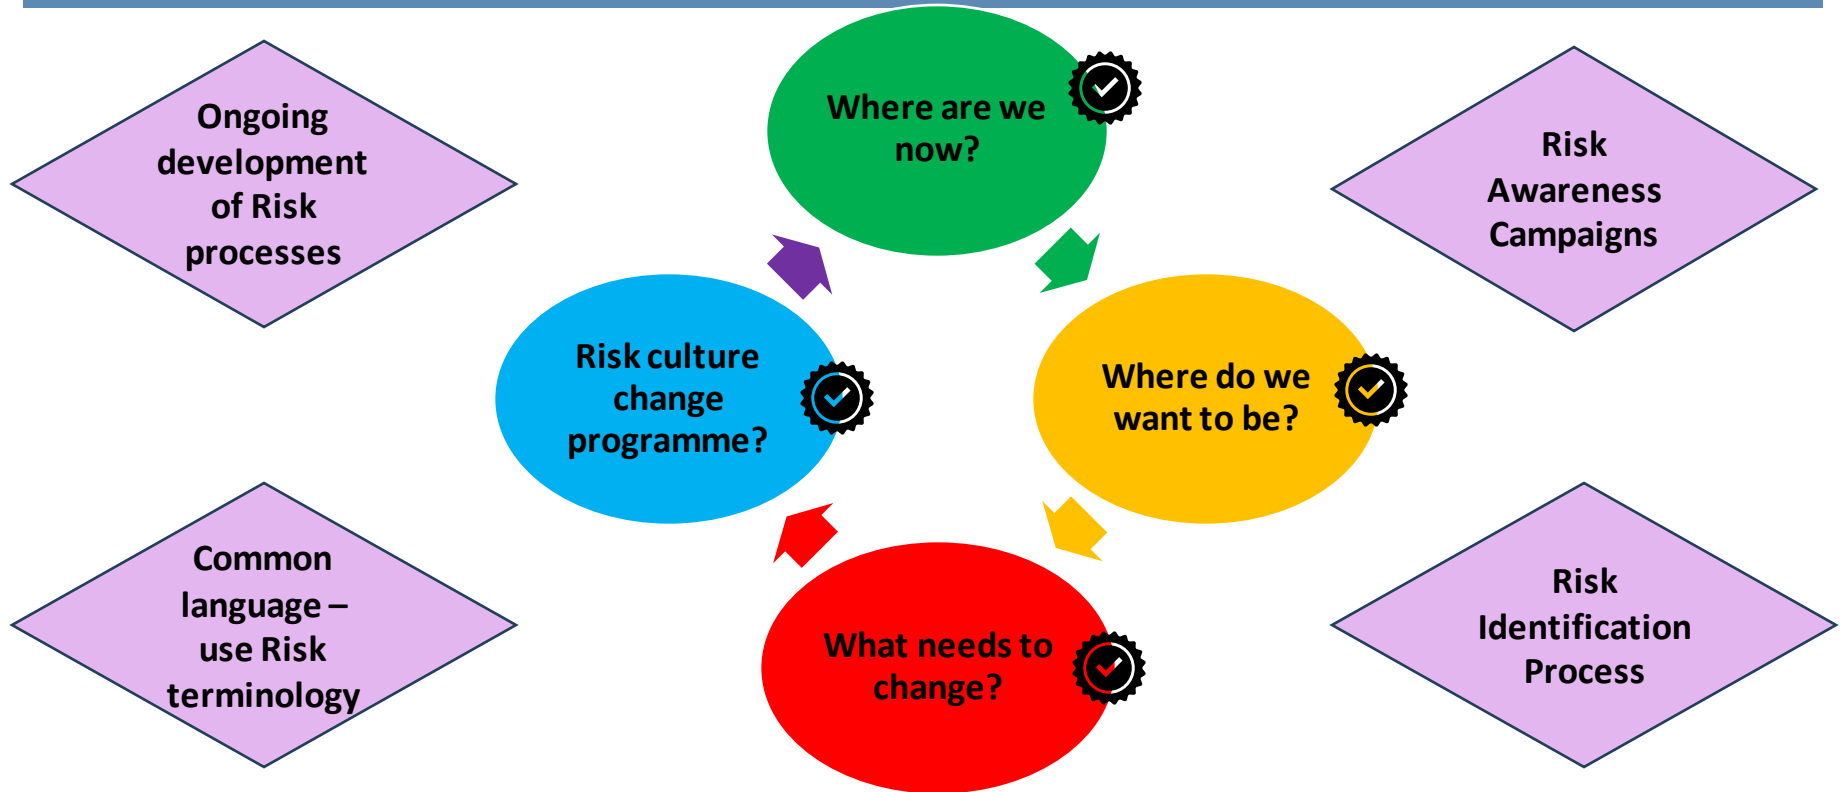 Ongoing
development
of Risk
processes
Where are we
now?
Risk
Awareness
Campaigns
Risk culture
change
programme?
Where do we
want to be?
Common
language –
use Risk
terminology
What needs to
change?
Risk
Identification
Process